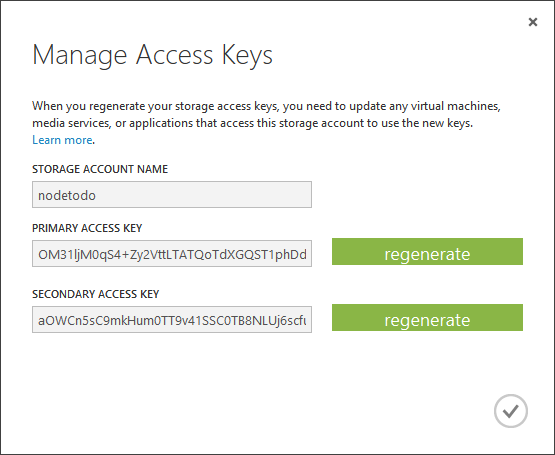 Manage Access Keys
When you regenerate your storage access keys, you need to update any virtual machines,
media services, or applications that access this storage account to use the new keys.
Learn more.
STORAGE ACCOUNT NAME
nodetodo
PRIMARY ACCESS KEY
OM31ljM0qS4+Zy2VttLTATQoTdXGQST1phDd
regenerate
SECONDARY ACCESS KEY
aOWCn5sC9mkHum0TT9v41SSC0TB8NLUj6scfu
regenerate